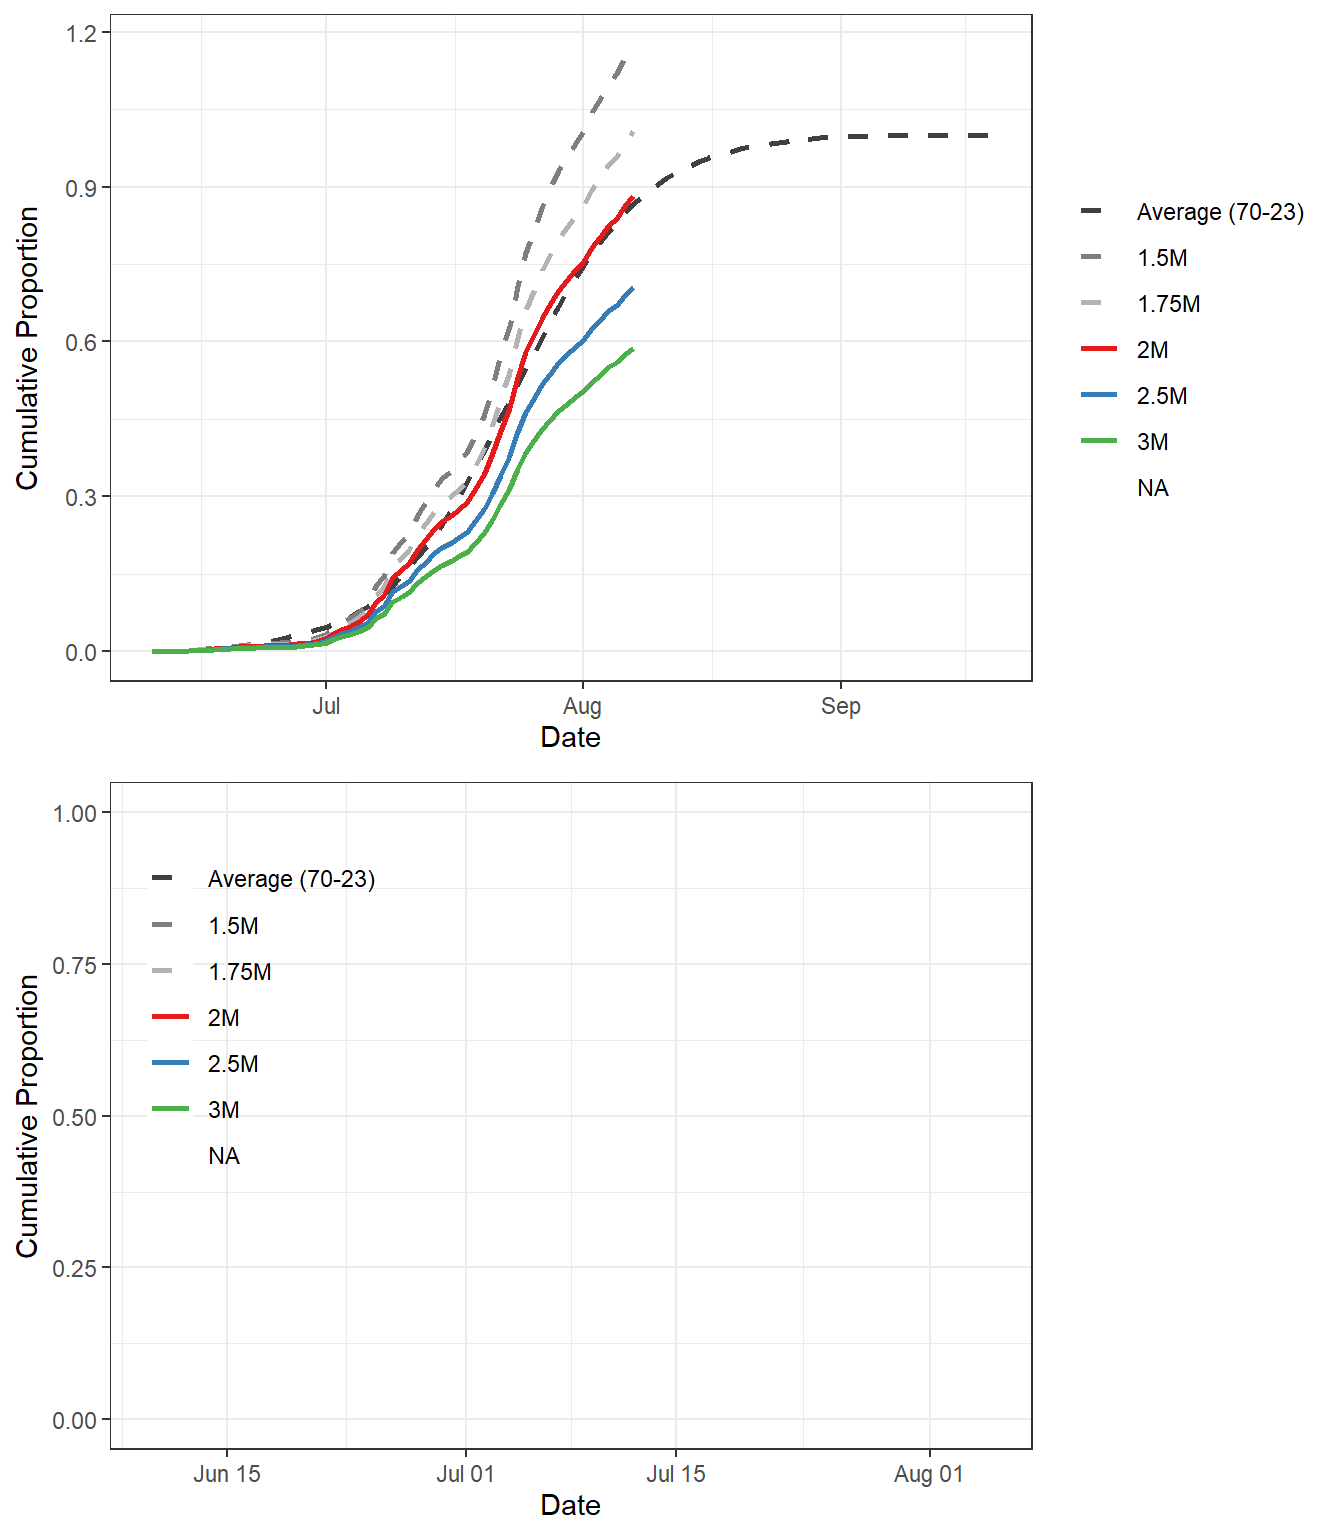 Cumulative Proportion
1.2
0.9
0.6
0.3
0.0
Jul
Aug
Sep
Date
Average (70-23)
1.5M
1.75M
2M
2.5M
3M
NA
Cumulative Proportion
1.00
0.75
0.50
0.25
0.00
Average (70-23)
1.5M
1.75M
2M
2.5M
3M
NA
Jun 15
Jul 01
Jul 15
Aug 01
Date